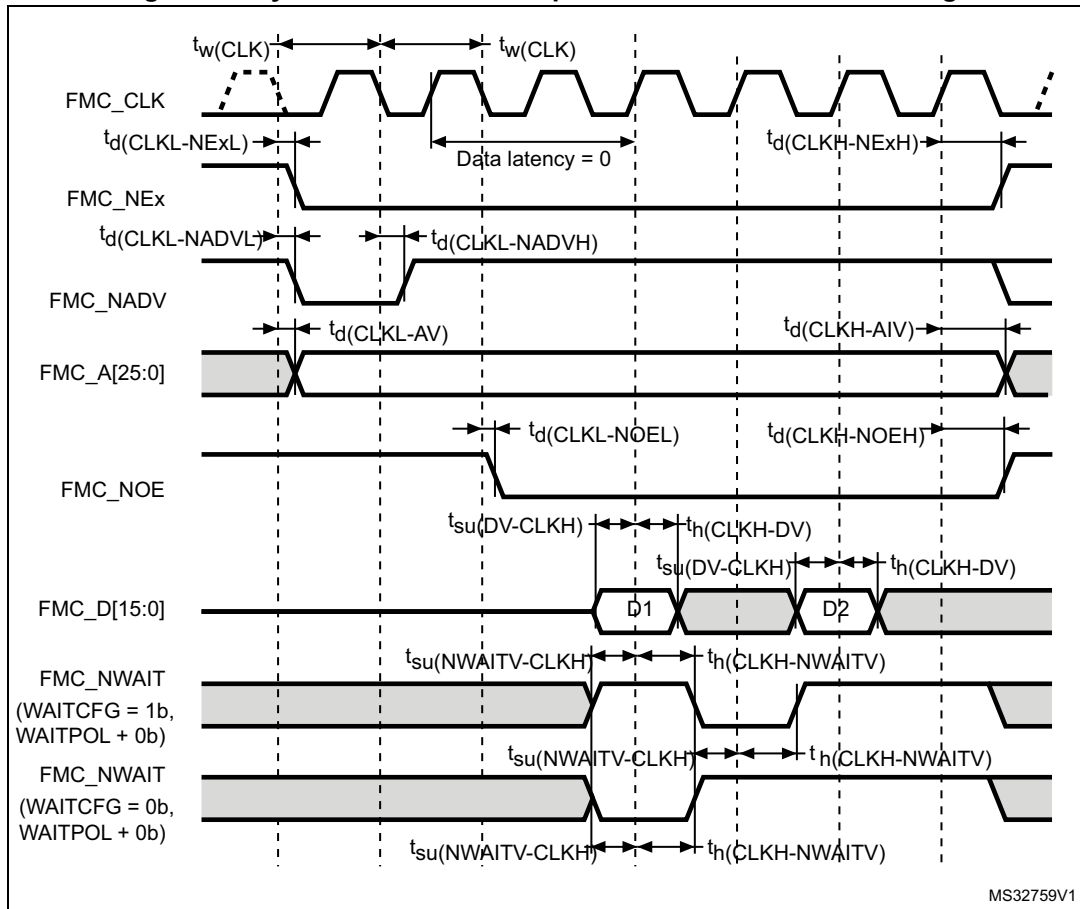 tw(CLK)
tw(CLK)
FMC_CLK
td(CLKL-NExL)
Data latency = 0
td(CLKH-NExH)
FMC_NEx
td(CLKL-NADVL)
td(CLKL-NADVH)
FMC_NADV
td(CLKL-AV)
td(CLKH-AIV)
FMC_A[25:0]
td(CLKL-NOEL)
td(CLKH-NOEH)
FMC_NOE
tsu(DV-CLKH)
th(CLKH-DV)
tsu(DV-CLKH)
th(CLKH-DV)
FMC_D[15:0]
D1
D2
tsu(NWAITV-CLKH)
th(CLKH-NWAITV)
FMC_NWAIT
(WAITCFG = 1b,
WAITPOL + 0b)
tsu(NWAITV-CLKH)
th(CLKH-NWAITV)
FMC_NWAIT
(WAITCFG = 0b,
WAITPOL + 0b)
tsu(NWAITV-CLKH)
th(CLKH-NWAITV)
MS32759V1